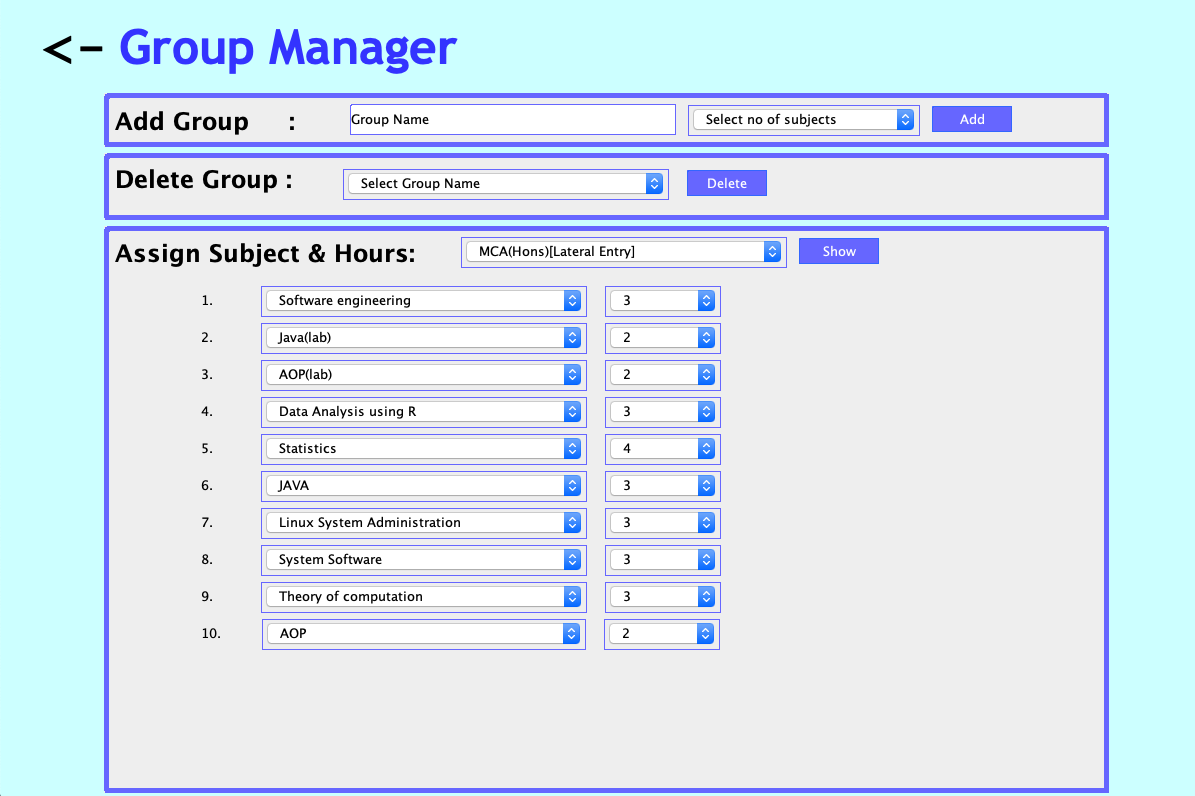 <- Group Manager
Add Group : Group Name Select no of subjects Add
Delete Group : Select Group Name Delete
Assign Subject & Hours: MCA(Hons)[Lateral Entry] Show
1. Software engineering 3
2. Java(lab) 2
3. AOP(lab) 2
4. Data Analysis using R 3
5. Statistics 4
6. JAVA 3
7. Linux System Administration 3
8. System Software 3
9. Theory of computation 3
10. AOP 2